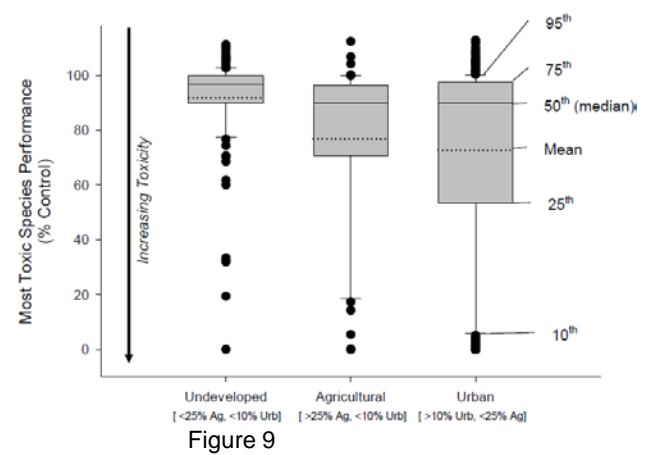 Most Toxic Species Performance
(% Control)
100
80
60
40
20
0
Increasing Toxicity
95th
75th
50th (median)
Mean
25th
10th
Undeveloped
[ <25% Ag, <10% Urb]
Agricultural
[ >25% Ag, <10% Urb]
Urban
[ >10% Urb, <25% Ag]
Figure 9